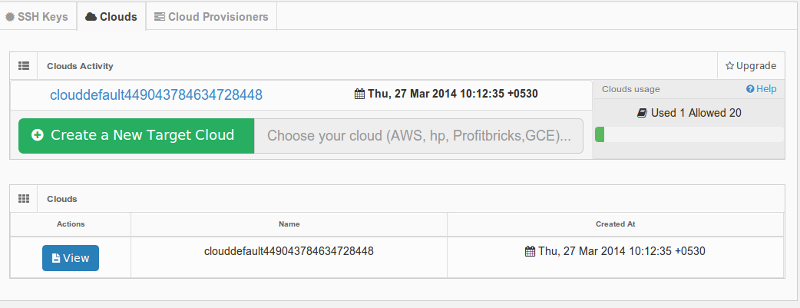 SSH Keys Clouds Cloud Provisioners
Clouds Activity Upgrade
clouddefault449043784634728448 Thu, 27 Mar 2014 10:12:35 +0530
Clouds usage Help
Used 1 Allowed 20
Create a New Target Cloud Choose your cloud (AWS, hp, Profitbricks,GCE)...
Clouds
Actions Name Created At
View clouddefault449043784634728448 Thu, 27 Mar 2014 10:12:35 +0530